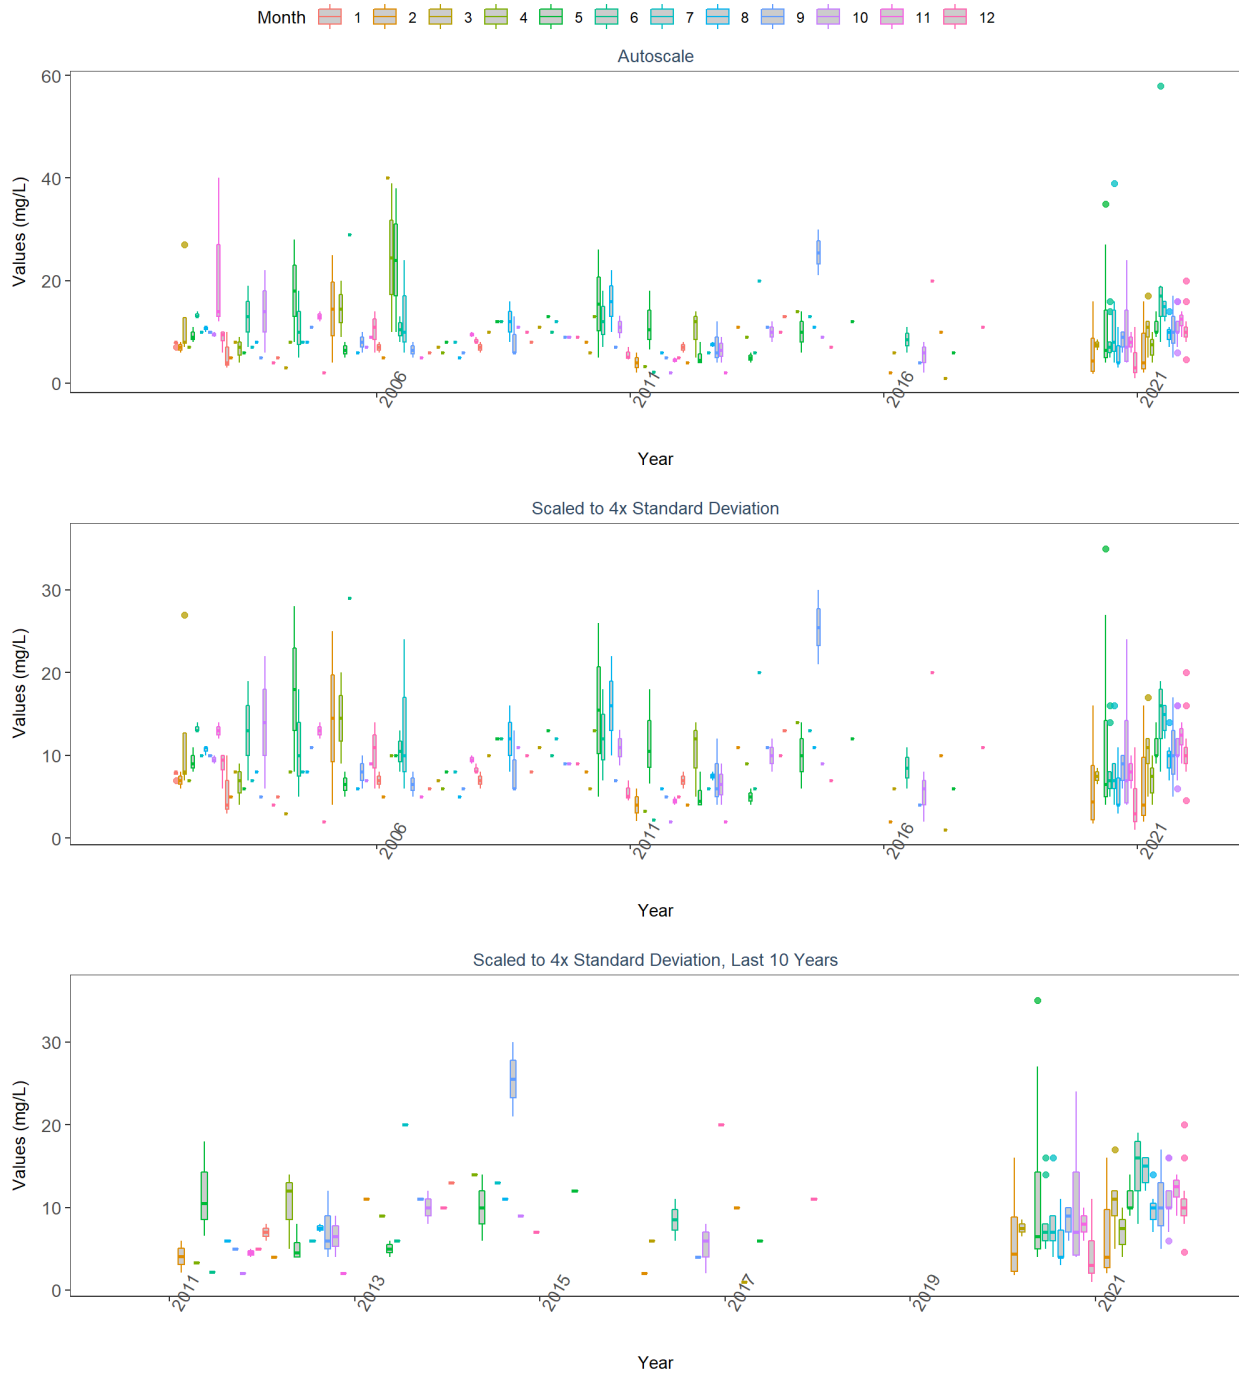 Month 1 2 3 4 5 6 7 8 9 10 11 12
Autoscale
Values (mg/L)
60
40
20
0
2006 2011 2016 2021
Year
Scaled to 4x Standard Deviation
Values (mg/L)
30
20
10
0
2006 2011 2016 2021
Year
Scaled to 4x Standard Deviation, Last 10 Years
Values (mg/L)
30
20
10
0
2011 2013 2015 2017 2019 2021
Year